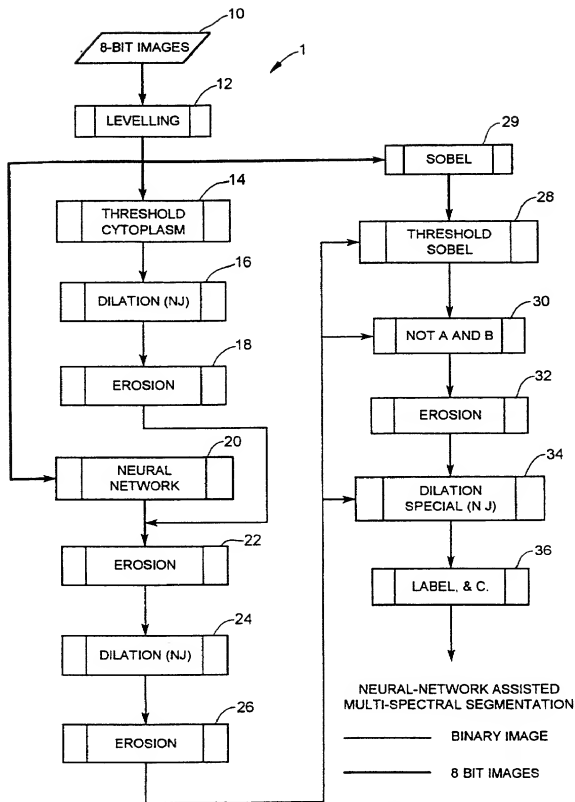 10
8-BIT IMAGES
1
12
LEVELLING
29
SOBEL
14
THRESHOLD
CYTOPLASM
28
THRESHOLD
SOBEL
16
DILATION (NJ)
30
NOT A AND B
18
EROSION
32
EROSION
20
NEURAL
NETWORK
34
DILATION
SPECIAL (N J)
22
EROSION
36
LABEL, & C.
24
DILATION (NJ)
26
EROSION
NEURAL-NETWORK ASSISTED
MULTI-SPECTRAL SEGMENTATION
BINARY IMAGE
8 BIT IMAGES